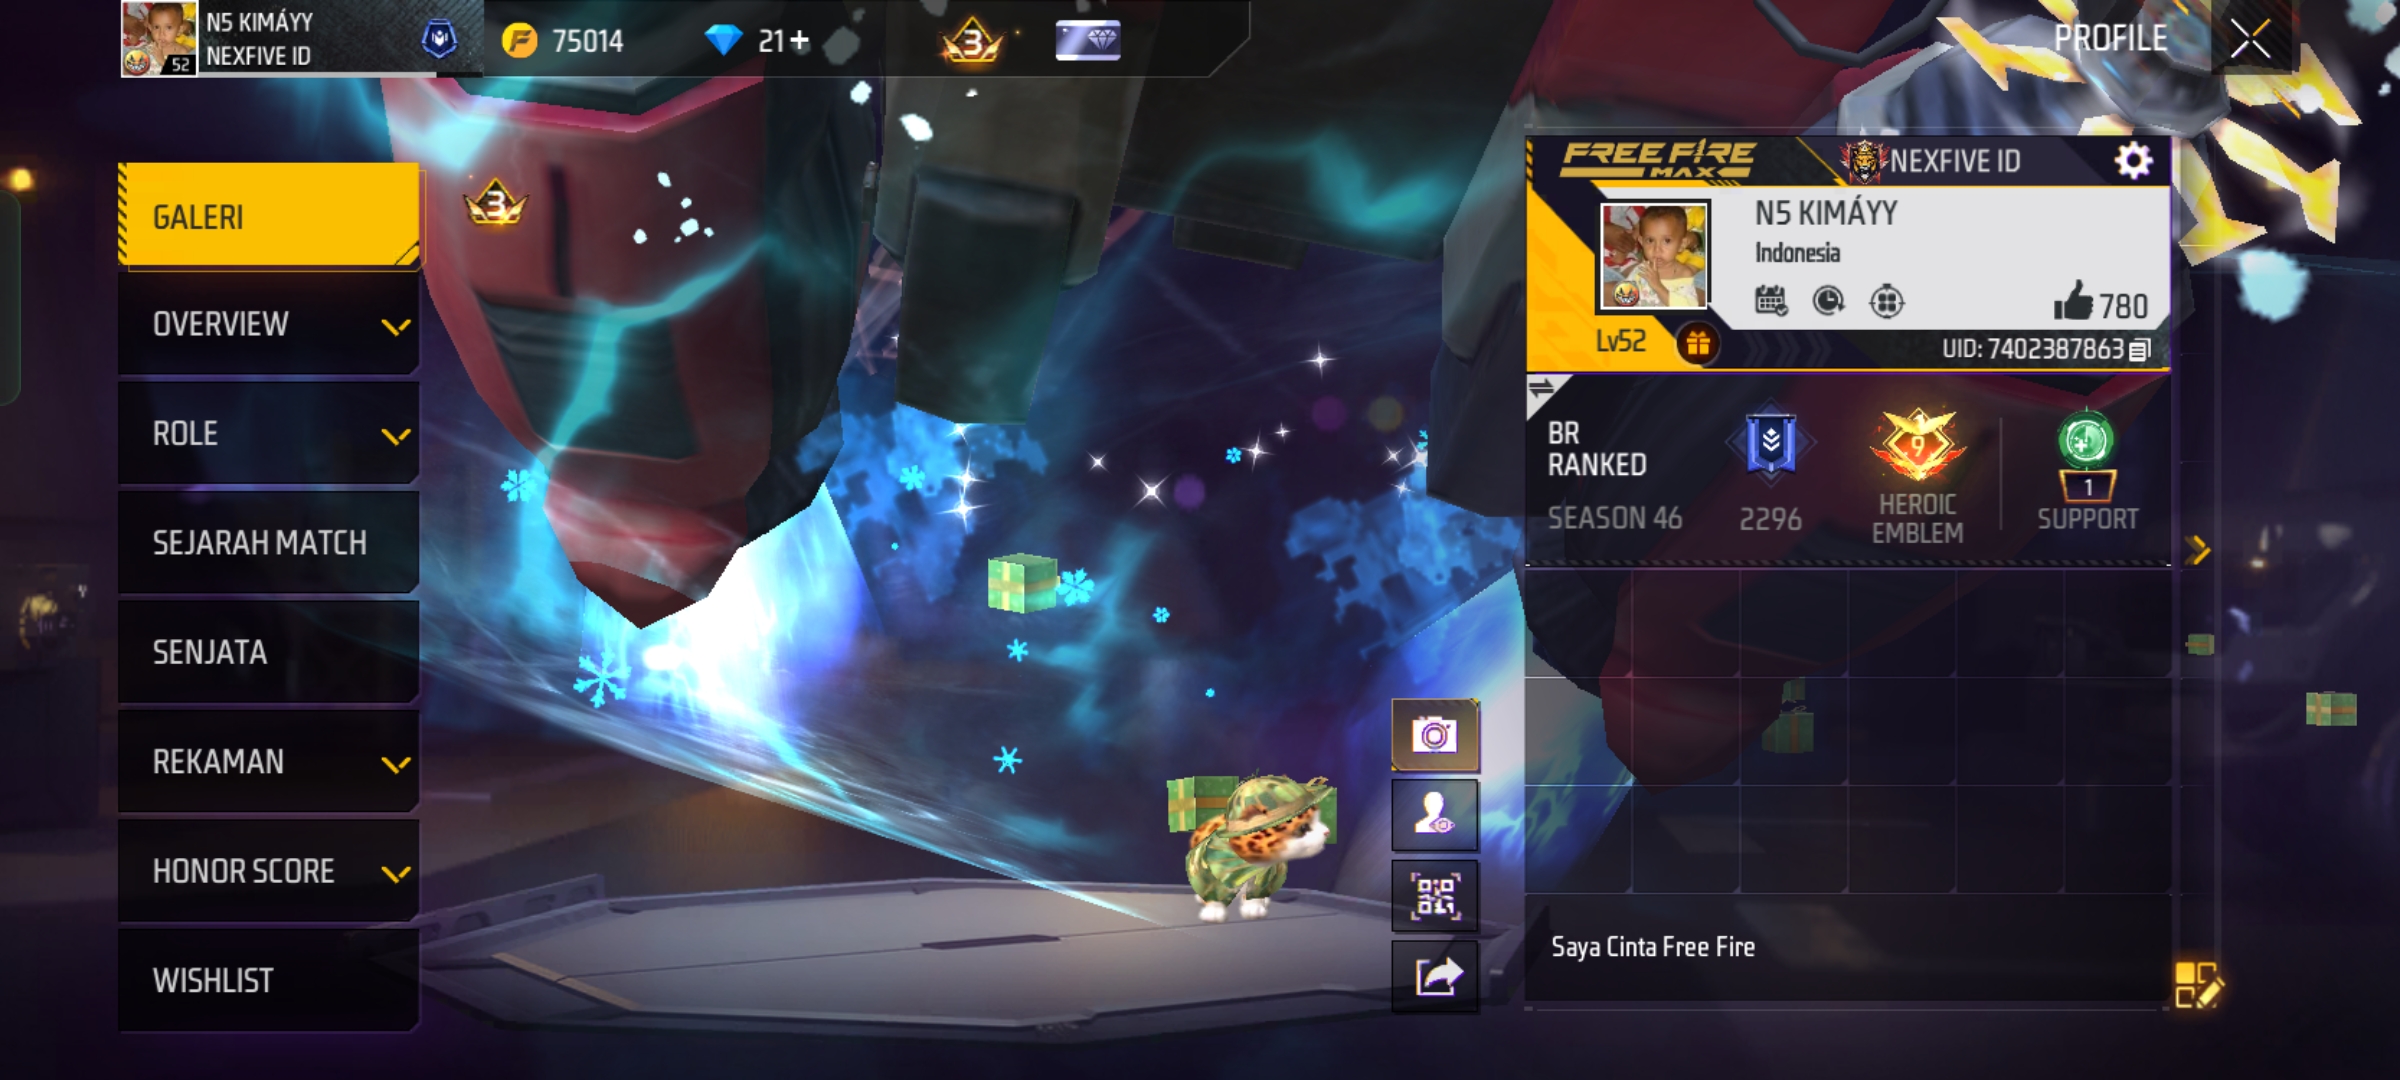 N5 KIMÁYY
NEXFIVE ID
52
75014
21+
3
PROFILE
GALERI
3
OVERVIEW
ROLE
SEJARAH MATCH
SENJATA
REKAMAN
HONOR SCORE
WISHLIST
FREE FIRE
MAX
NEXFIVE ID
N5 KIMÁYY
Indonesia
780
Lv52
UID: 7402387863
BR
RANKED
SEASON 46
2296
9
HEROIC
EMBLEM
1
SUPPORT
Saya Cinta Free Fire